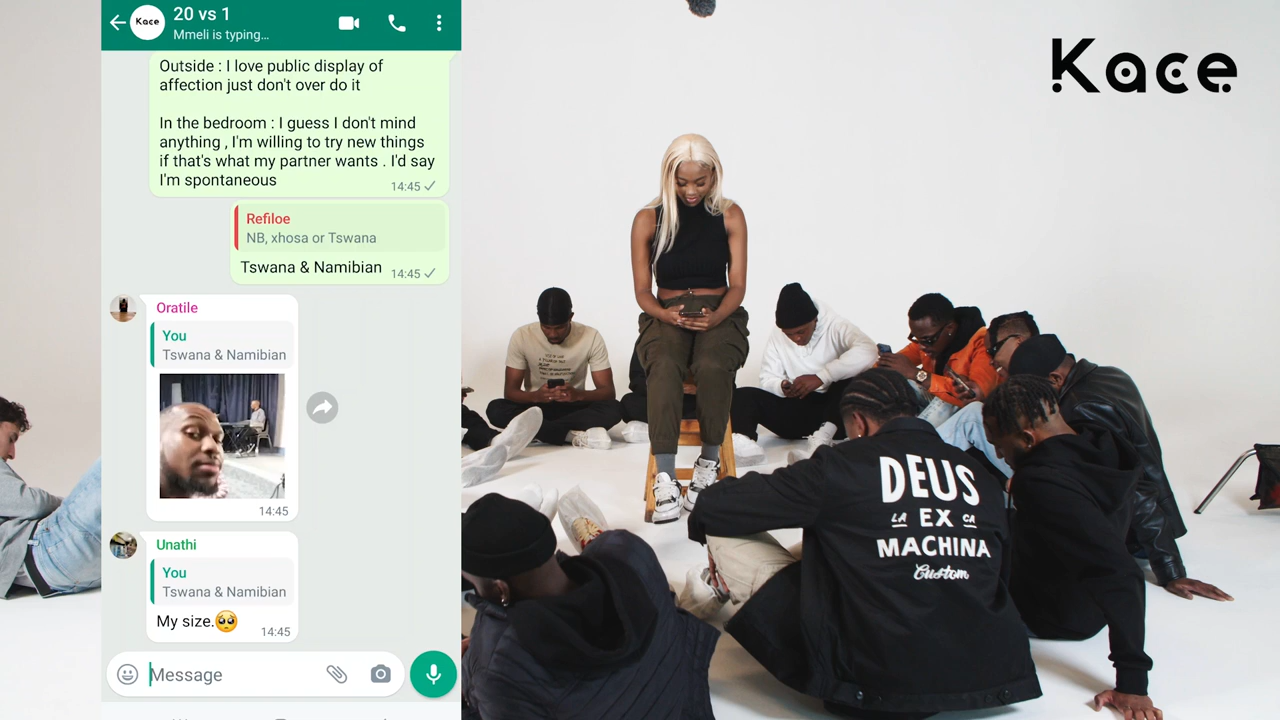 Kace
20 vs 1
Mmeli is typing...
Outside : I love public display of
affection just don't over do it
In the bedroom : I guess I don't mind
anything , I'm willing to try new things
if that's what my partner wants . I'd say
I'm spontaneous
14:45
Refiloe
NB, xhosa or Tswana
Tswana & Namibian
14:45
Oratile
You
Tswana & Namibian
14:45
Unathi
You
Tswana & Namibian
My size.🥺
14:45
Message
Kace
DEUS
LA EX CA
MACHINA
Custom